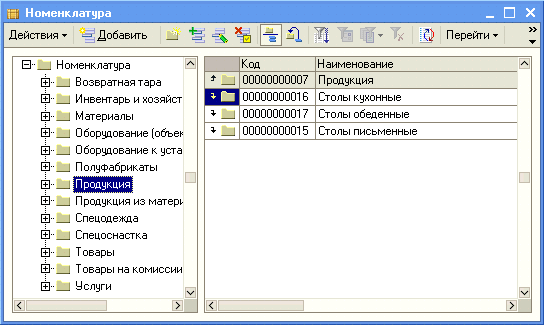 Номенклатура
Действия Добавить Перейти
Номенклатура
Возвратная тара
Инвентарь и хозяйст
Материалы
Оборудование (объек
Оборудование к уста
Полуфабрикаты
Продукция
Продукция из матери
Спецодежда
Спецоснастка
Товары
Товары на комиссии
Услуги
Код Наименование
00000000007 Продукция
00000000016 Столы кухонные
00000000017 Столы обеденные
00000000015 Столы письменные